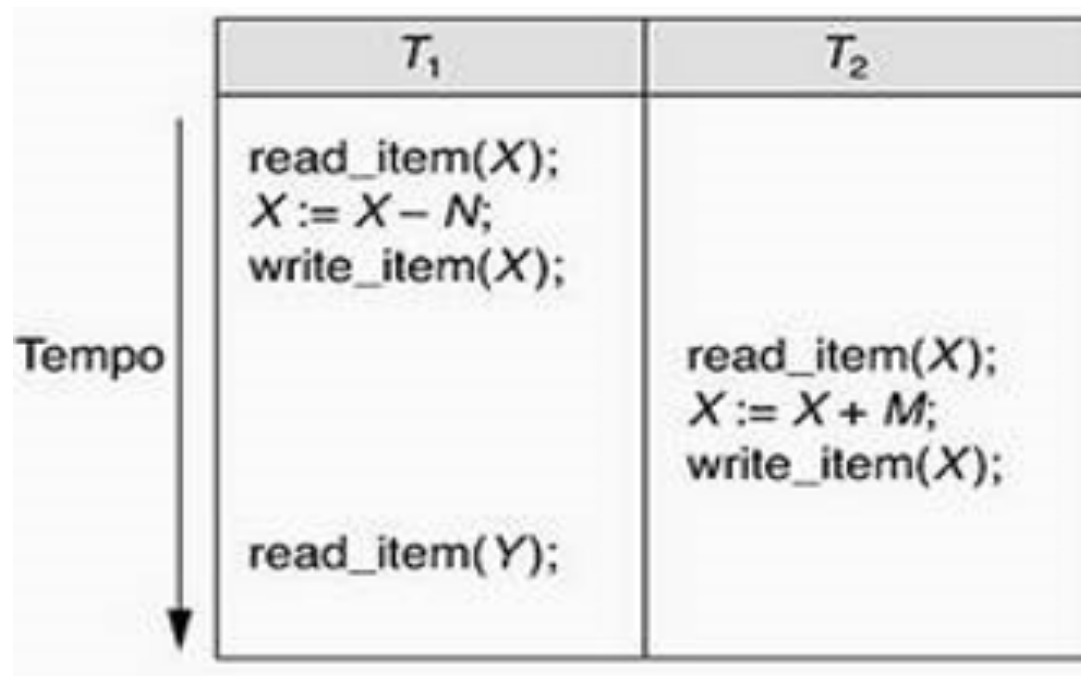 T₁ T₂
read_item(X);
X := X – N;
write_item(X);
Tempo
read_item(X);
X := X + M;
write_item(X);
read_item(Y);